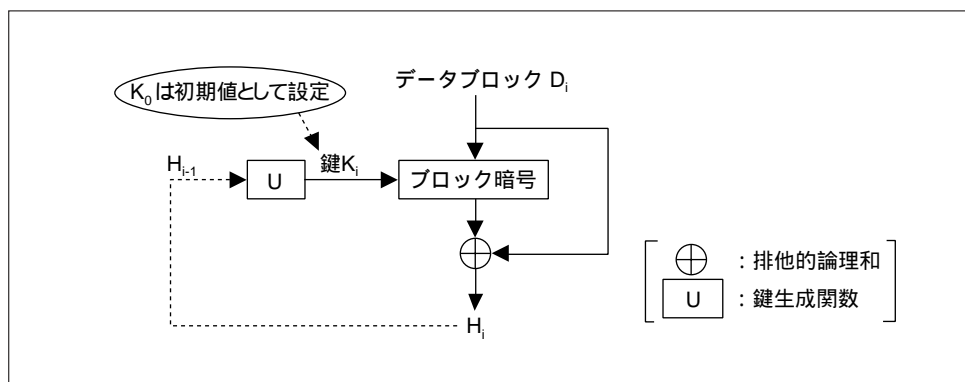 K₀は初期値として設定
データブロック Dᵢ
Hᵢ₋₁
U
鍵Kᵢ
ブロック暗号
Hᵢ
：排他的論理和
U
：鍵生成関数